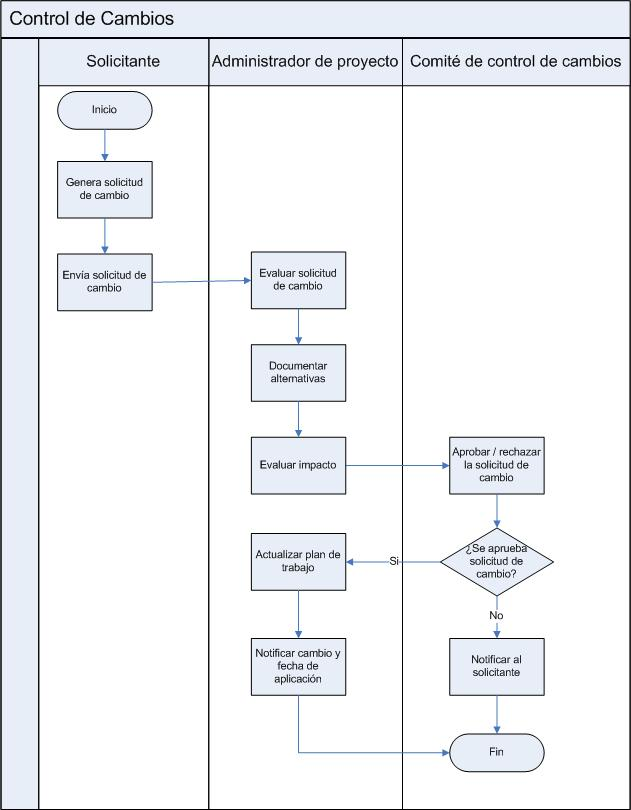 Control de Cambios
Solicitante
Administrador de proyecto
Comité de control de cambios
Inicio
Genera solicitud
de cambio
Envía solicitud de
cambio
Evaluar solicitud
de cambio
Documentar
alternativas
Evaluar impacto
Aprobar / rechazar
la solicitud de
cambio
¿Se aprueba
solicitud de
cambio?
Si
Actualizar plan de
trabajo
No
Notificar cambio y
fecha de
aplicación
Notificar al
solicitante
Fin